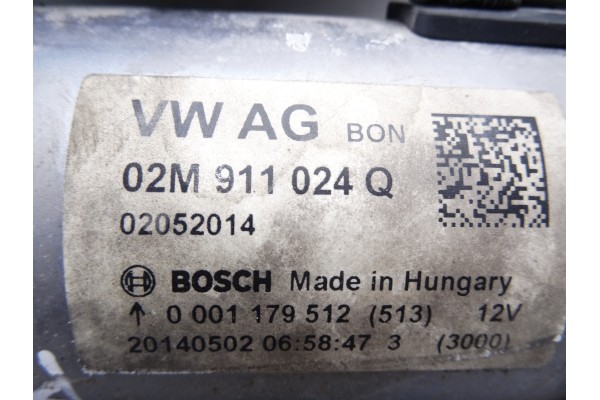 VW AG BON
02M 911 024 Q
02052014
BOSCH Made in Hungary
↑ 0 001 179 512 (513) 12V
20140502 06:58:47 3 (3000)